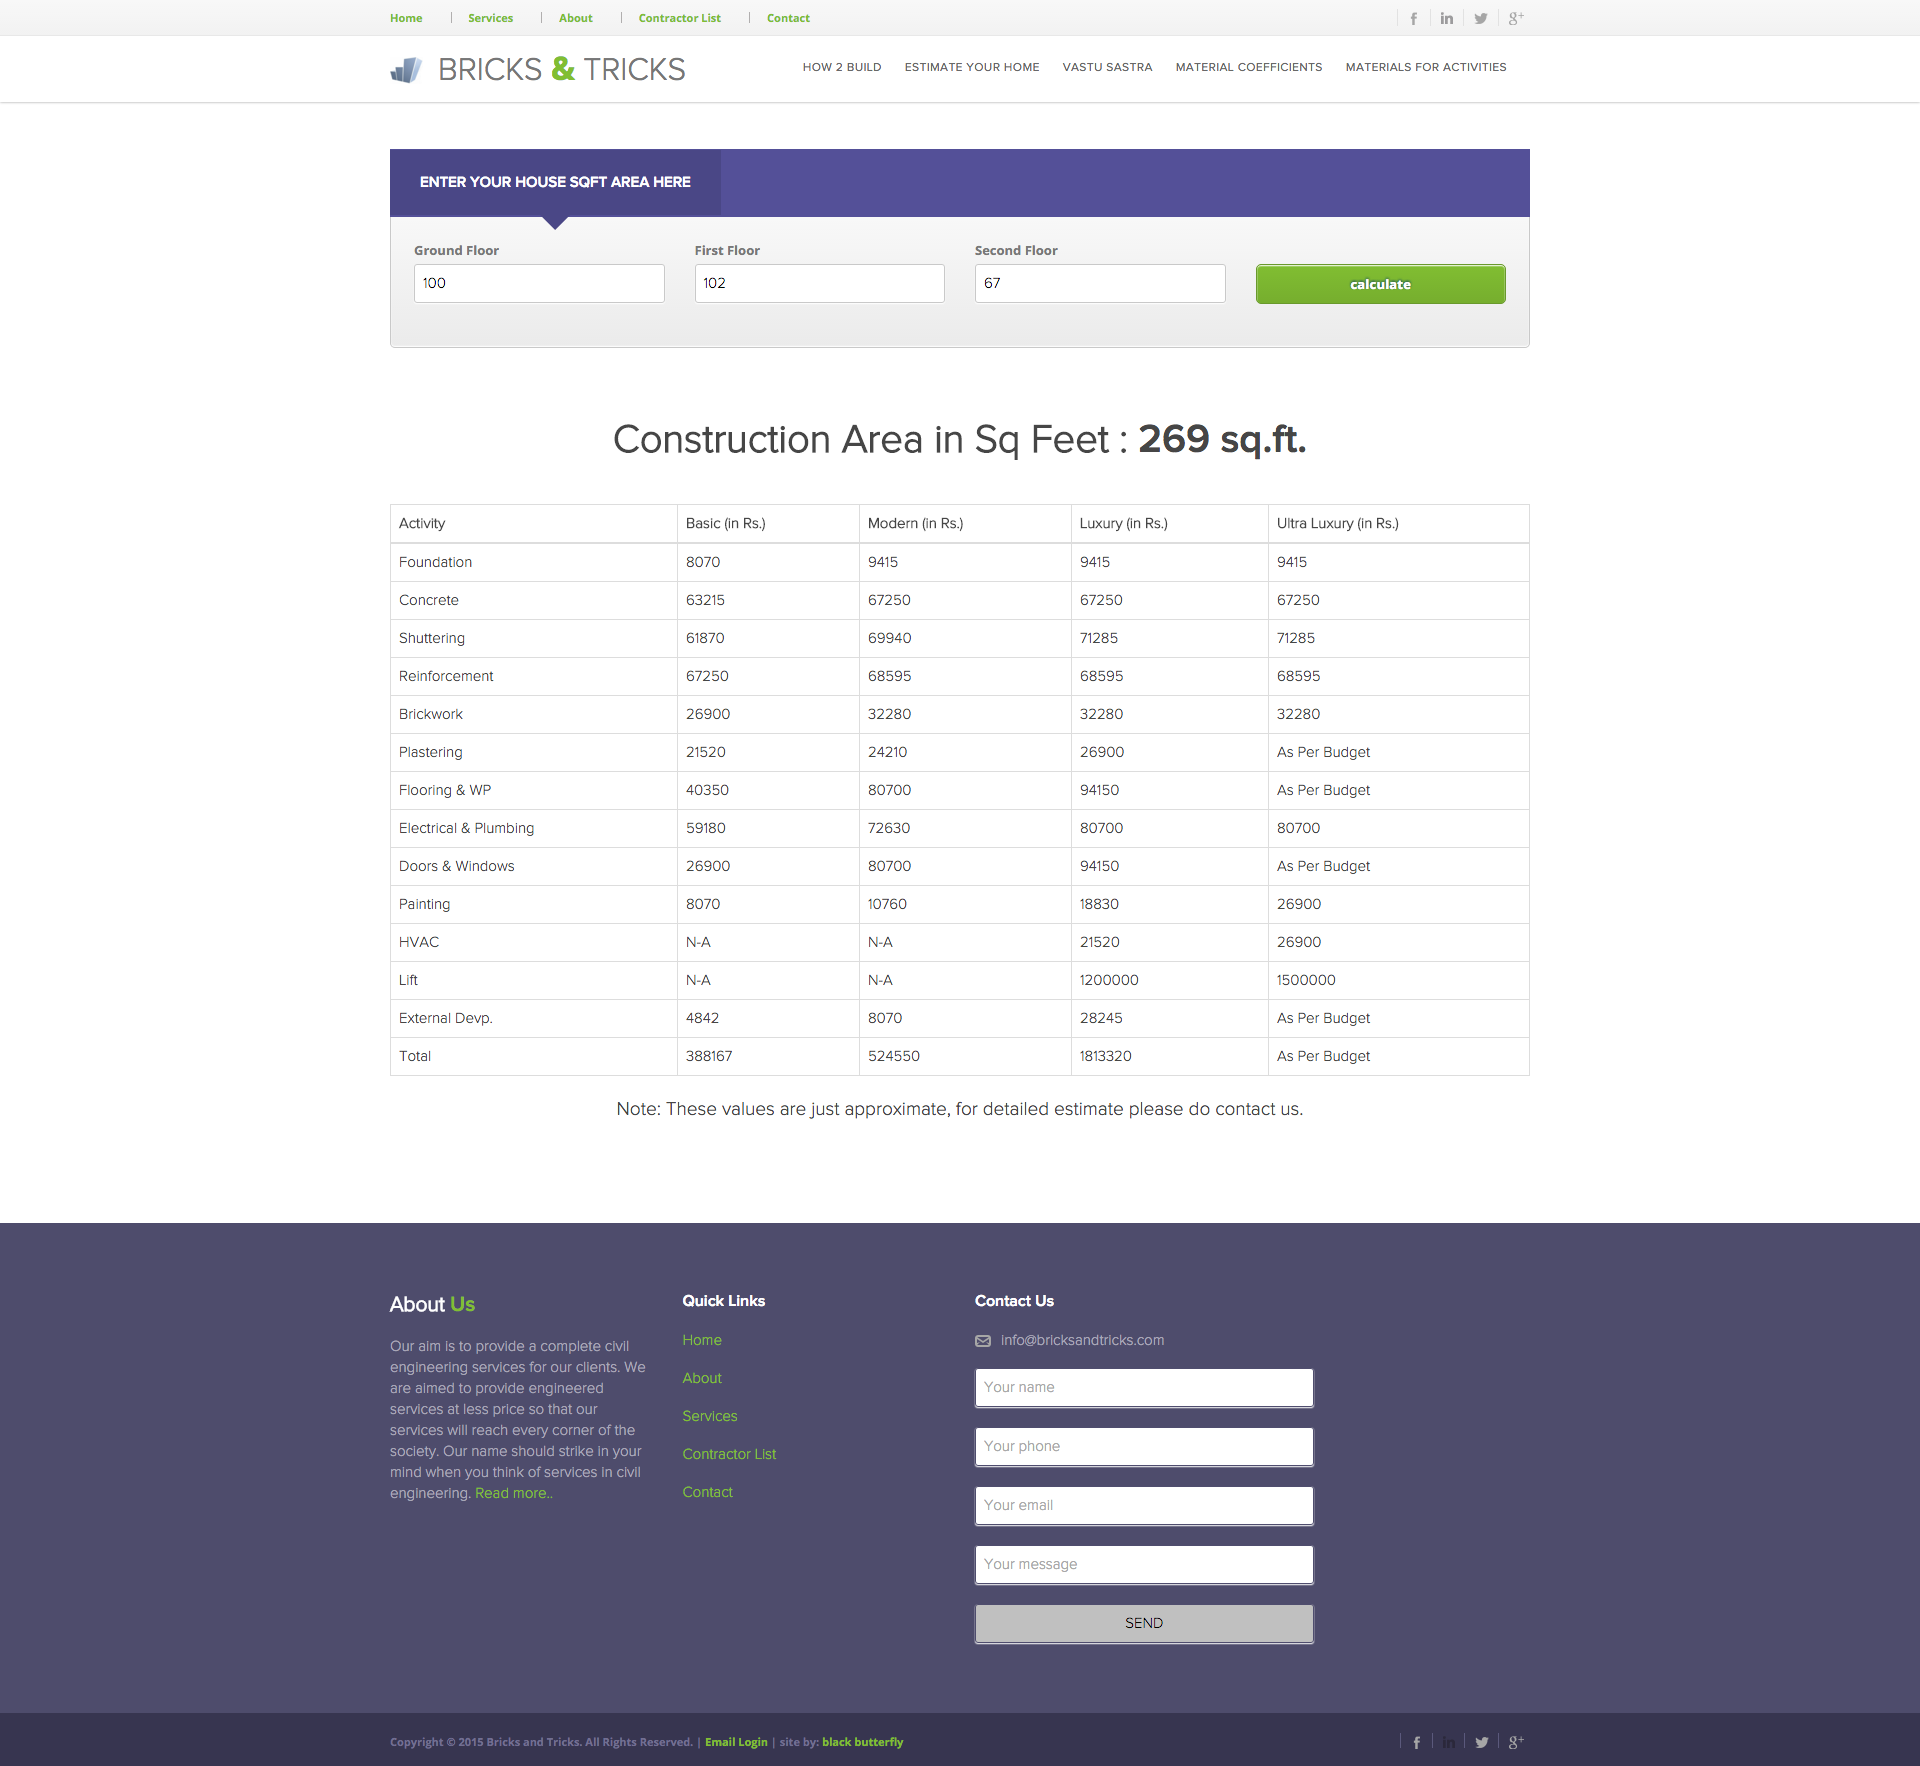 Home Services About Contractor List Contact
BRICKS & TRICKS
HOW 2 BUILD ESTIMATE YOUR HOME VASTU SASTRA MATERIAL COEFFICIENTS MATERIALS FOR ACTIVITIES
ENTER YOUR HOUSE SQFT AREA HERE
Ground Floor First Floor Second Floor
100 102 67 calculate
Construction Area in Sq Feet : 269 sq.ft.
Activity Basic (in Rs.) Modern (in Rs.) Luxury (in Rs.) Ultra Luxury (in Rs.)
Foundation 8070 9415 9415 9415
Concrete 63215 67250 67250 67250
Shuttering 61870 69940 71285 71285
Reinforcement 67250 68595 68595 68595
Brickwork 26900 32280 32280 32280
Plastering 21520 24210 26900 As Per Budget
Flooring & WP 40350 80700 94150 As Per Budget
Electrical & Plumbing 59180 72630 80700 80700
Doors & Windows 26900 80700 94150 As Per Budget
Painting 8070 10760 18830 26900
HVAC N-A N-A 21520 26900
Lift N-A N-A 1200000 1500000
External Devp. 4842 8070 28245 As Per Budget
Total 388167 524550 1813320 As Per Budget
Note: These values are just approximate, for detailed estimate please do contact us.
About Us
Our aim is to provide a complete civil
engineering services for our clients. We
are aimed to provide engineered
services at less price so that our
services will reach every corner of the
society. Our name should strike in your
mind when you think of services in civil
engineering. Read more..
Quick Links
Home
About
Services
Contractor List
Contact
Contact Us
info@bricksandtricks.com
Your name
Your phone
Your email
Your message
SEND
Copyright © 2015 Bricks and Tricks. All Rights Reserved. | Email Login | site by: black butterfly